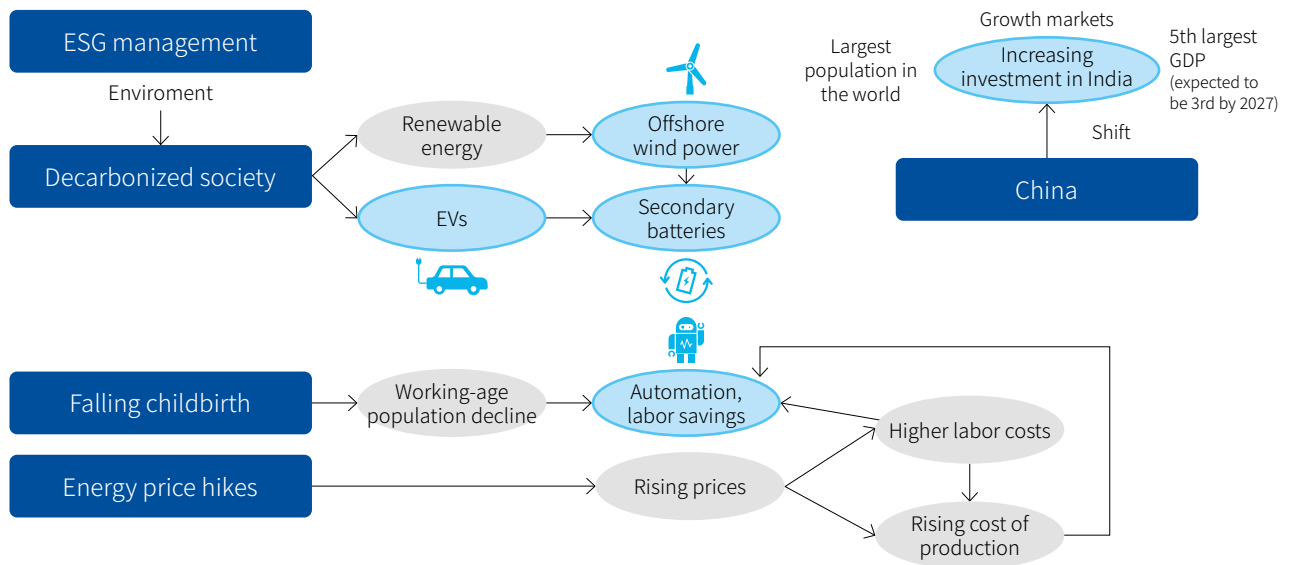 ESG management
Enviroment
Decarbonized society
Renewable
energy
EVs
Offshore
wind power
Secondary
batteries
Growth markets
Largest
population in
the world
Increasing
investment in India
5th largest
GDP
(expected to
be 3rd by 2027)
Shift
China
Falling childbirth
Working-age
population decline
Automation,
labor savings
Higher labor costs
Energy price hikes
Rising prices
Rising cost of
production